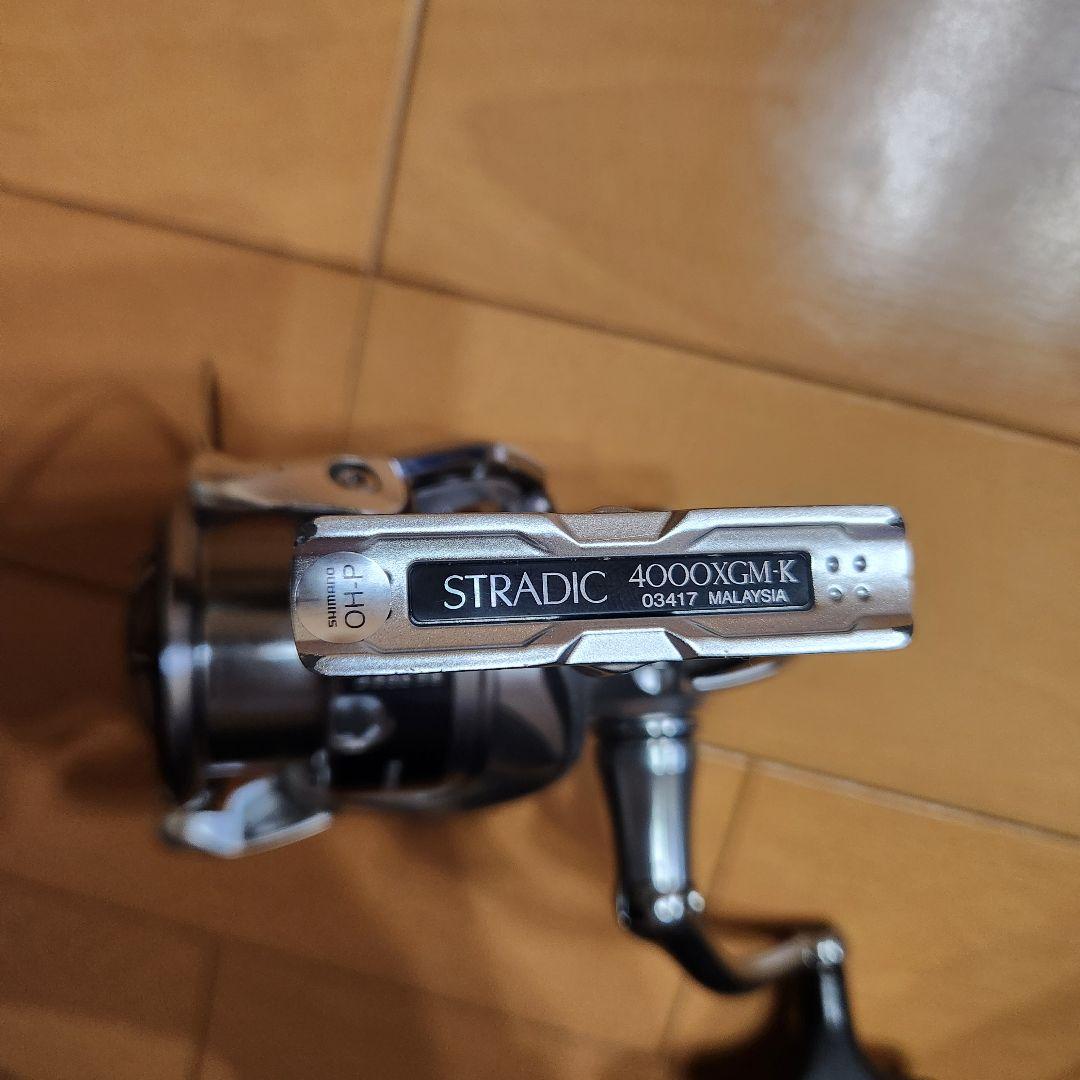 STRADIC 4000XGM-K
03417 MALAYSIA
OH-P
SHIMANO